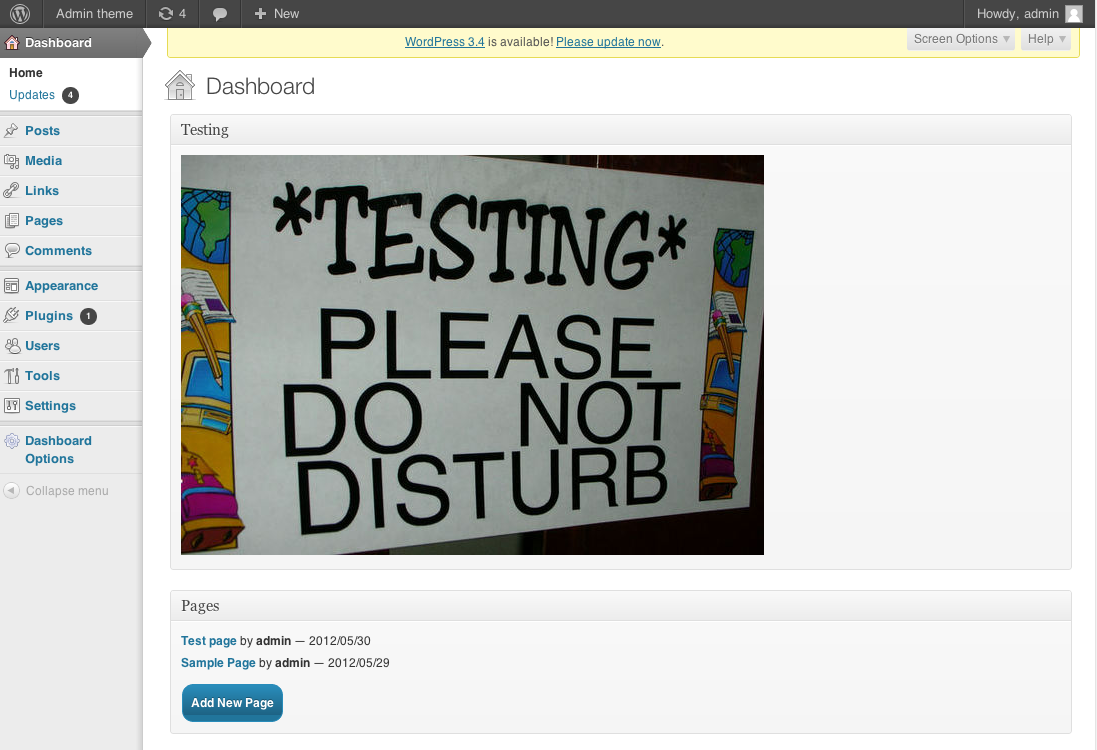 Admin theme 4 New Howdy, admin
Dashboard
Home
Updates 4
Posts
Media
Links
Pages
Comments
Appearance
Plugins 1
Users
Tools
Settings
Dashboard
Options
Collapse menu
WordPress 3.4 is available! Please update now.
Screen Options Help
Dashboard
Testing
*TESTING*
PLEASE
DO NOT
DISTURB
Pages
Test page by admin — 2012/05/30
Sample Page by admin — 2012/05/29
Add New Page